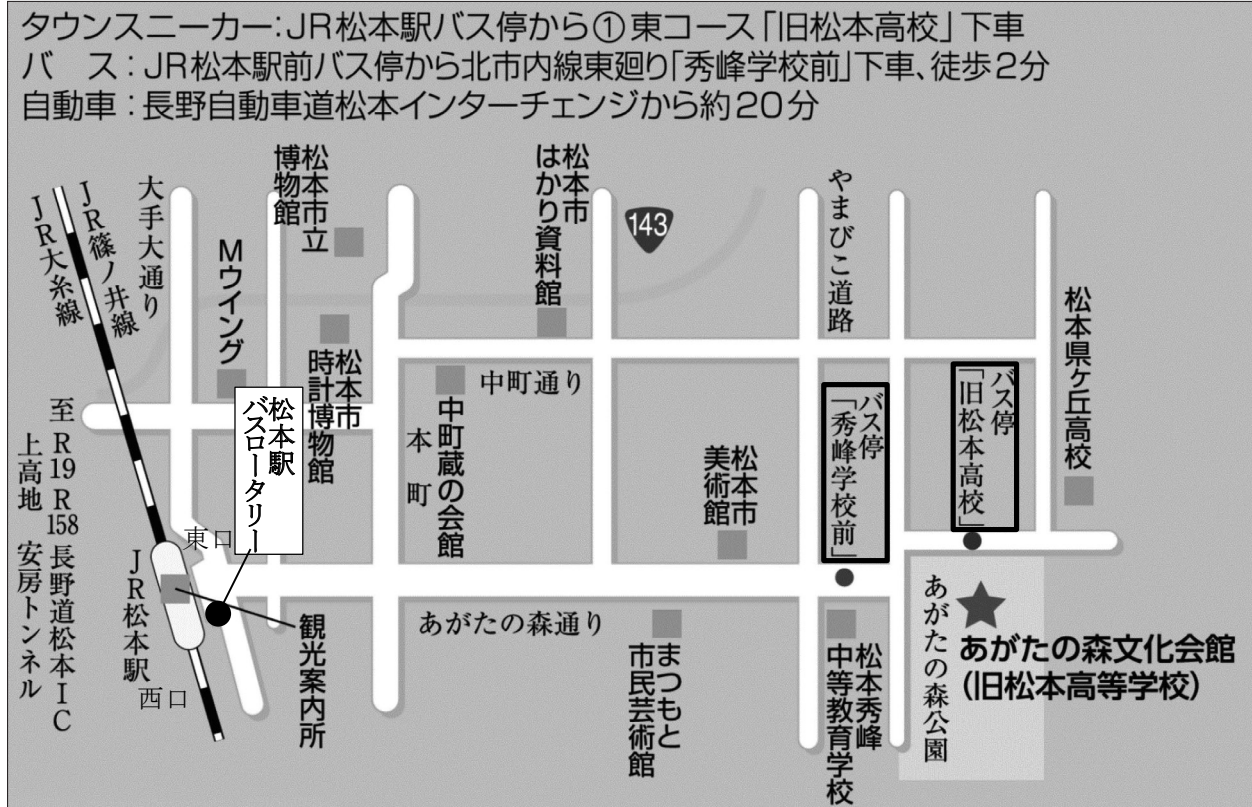 タウンスニーカー:JR松本駅バス停から①東コース「旧松本高校」下車
バス:JR松本駅前バス停から北市内線東廻り「秀峰学校前」下車、徒歩2分
自動車:長野自動車道松本インターチェンジから約20分
JR大糸線
JR篠ノ井線
大手大通り
Mウイング
松本市立
博物館
松本市
時計博物館
松本市
はかり資料館
143
やまびこ道路
松本県ヶ丘高校
中町通り
中町蔵の会館
本町
松本駅
バスロータリー
バス停
「秀峰学校前」
バス停
「旧松本高校」
松本市
美術館
至
R19
R158
上高地
長野道松本IC
安房トンネル
東口
JR松本駅
西口
観光案内所
あがたの森通り
まつもと
市民芸術館
松本秀峰
中等教育学校
あがたの森公園
あがたの森文化会館
(旧松本高等学校)